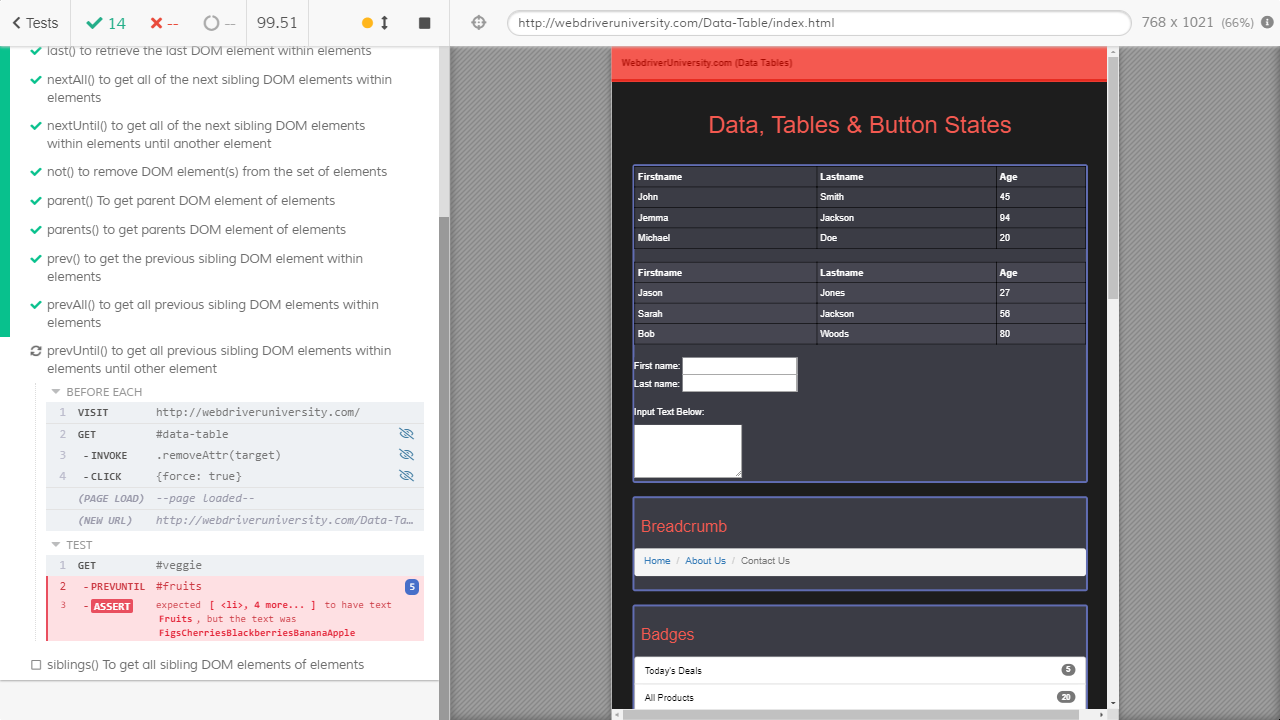 Tests
14
--
--
99.51
http://webdriveruniversity.com/Data-Table/index.html
768 x 1021 (66%)
last() to retrieve the last DOM element within elements
nextAll() to get all of the next sibling DOM elements within
elements
nextUntil() to get all of the next sibling DOM elements
within elements until another element
not() to remove DOM element(s) from the set of elements
parent() To get parent DOM element of elements
parents() to get parents DOM element of elements
prev() to get the previous sibling DOM element within
elements
prevAll() to get all previous sibling DOM elements within
elements
prevUntil() to get all previous sibling DOM elements within
elements until other element
BEFORE EACH
1 VISIT http://webdriveruniversity.com/
2 GET #data-table
3 - INVOKE .removeAttr(target)
4 - CLICK {force: true}
(PAGE LOAD) --page loaded--
(NEW URL) http://webdriveruniversity.com/Data-Ta…
TEST
1 GET #veggie
2 - PREVUNTIL #fruits 5
3 - ASSERT expected [ <li>, 4 more... ] to have text
Fruits , but the text was
FigsCherriesBlackberriesBananaApple
siblings() To get all sibling DOM elements of elements
WebdriverUniversity.com (Data Tables)
Data, Tables & Button States
Firstname Lastname Age
John Smith 45
Jemma Jackson 94
Michael Doe 20
Firstname Lastname Age
Jason Jones 27
Sarah Jackson 56
Bob Woods 80
First name:
Last name:
Input Text Below:
Breadcrumb
Home / About Us / Contact Us
Badges
Today's Deals 5
All Products 20